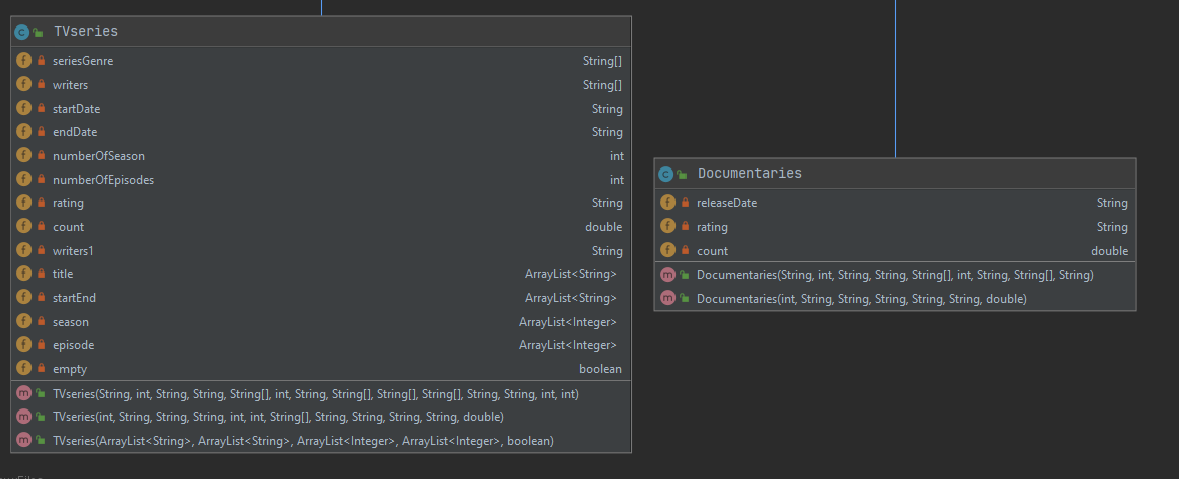 TVseries
seriesGenre String[]
writers String[]
startDate String
endDate String
numberOfSeason int
numberOfEpisodes int
rating String
count double
writers1 String
title ArrayList<String>
startEnd ArrayList<String>
season ArrayList<Integer>
episode ArrayList<Integer>
empty boolean
TVseries(String, int, String, String, String[], int, String, String[], String[], String[], String, String, int, int)
TVseries(int, String, String, String, int, int, String[], String, String, String, String, double)
TVseries(ArrayList<String>, ArrayList<String>, ArrayList<Integer>, ArrayList<Integer>, boolean)
Documentaries
releaseDate String
rating String
count double
Documentaries(String, int, String, String, String[], int, String, String[], String)
Documentaries(int, String, String, String, String, String, double)